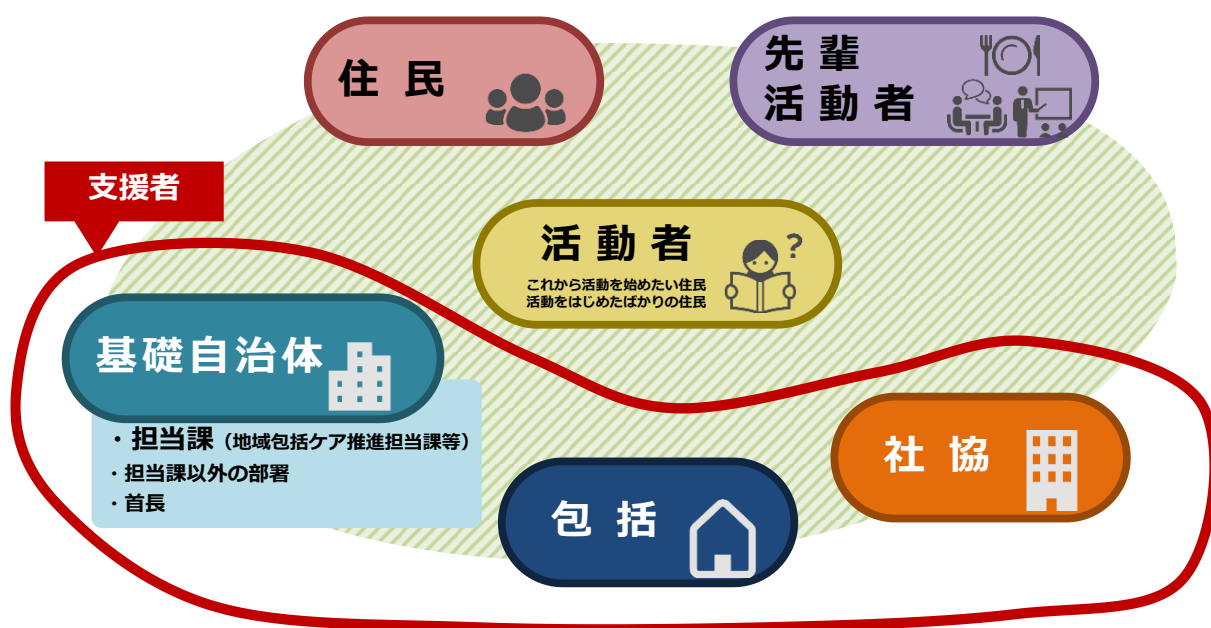 住民
先輩
活動者
支援者
活動者
?
これから活動を始めたい住民
活動をはじめたばかりの住民
基礎自治体
・担当課（地域包括ケア推進担当課等）
・担当課以外の部署
・首長
社協
包括